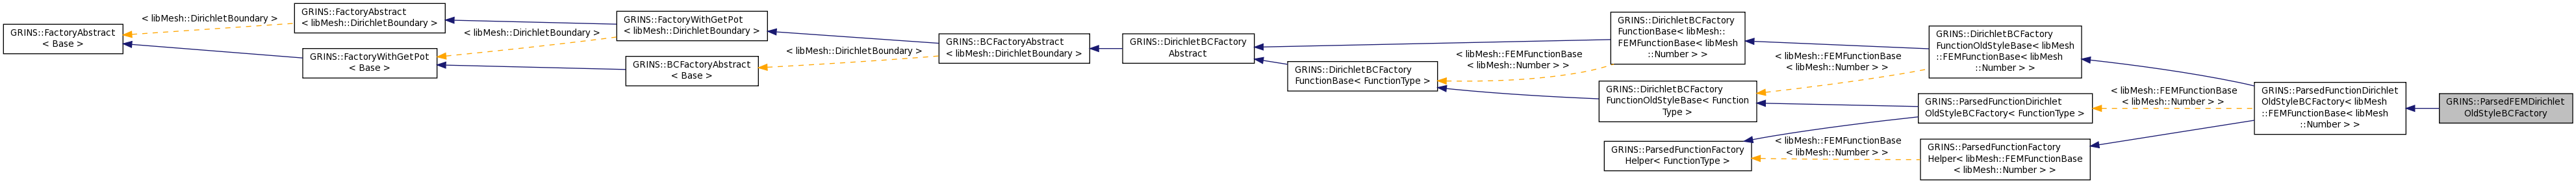 GRINS::FactoryAbstract
< Base >
< libMesh::DirichletBoundary >
GRINS::FactoryAbstract
< libMesh::DirichletBoundary >
GRINS::FactoryWithGetPot
< Base >
< libMesh::DirichletBoundary >
GRINS::FactoryWithGetPot
< libMesh::DirichletBoundary >
GRINS::BCFactoryAbstract
< Base >
< libMesh::DirichletBoundary >
GRINS::BCFactoryAbstract
< libMesh::DirichletBoundary >
GRINS::DirichletBCFactory
Abstract
GRINS::DirichletBCFactory
FunctionBase< FunctionType >
< libMesh::FEMFunctionBase
< libMesh::Number > >
GRINS::DirichletBCFactory
FunctionBase< libMesh::
FEMFunctionBase< libMesh
::Number > >
GRINS::DirichletBCFactory
FunctionOldStyleBase< Function
Type >
GRINS::ParsedFunctionFactory
Helper< FunctionType >
< libMesh::FEMFunctionBase
< libMesh::Number > >
< libMesh::FEMFunctionBase
< libMesh::Number > >
GRINS::DirichletBCFactory
FunctionOldStyleBase< libMesh
::FEMFunctionBase< libMesh
::Number > >
GRINS::ParsedFunctionDirichlet
OldStyleBCFactory< FunctionType >
GRINS::ParsedFunctionFactory
Helper< libMesh::FEMFunctionBase
< libMesh::Number > >
< libMesh::FEMFunctionBase
< libMesh::Number > >
GRINS::ParsedFunctionDirichlet
OldStyleBCFactory< libMesh
::FEMFunctionBase< libMesh
::Number > >
GRINS::ParsedFEMDirichlet
OldStyleBCFactory